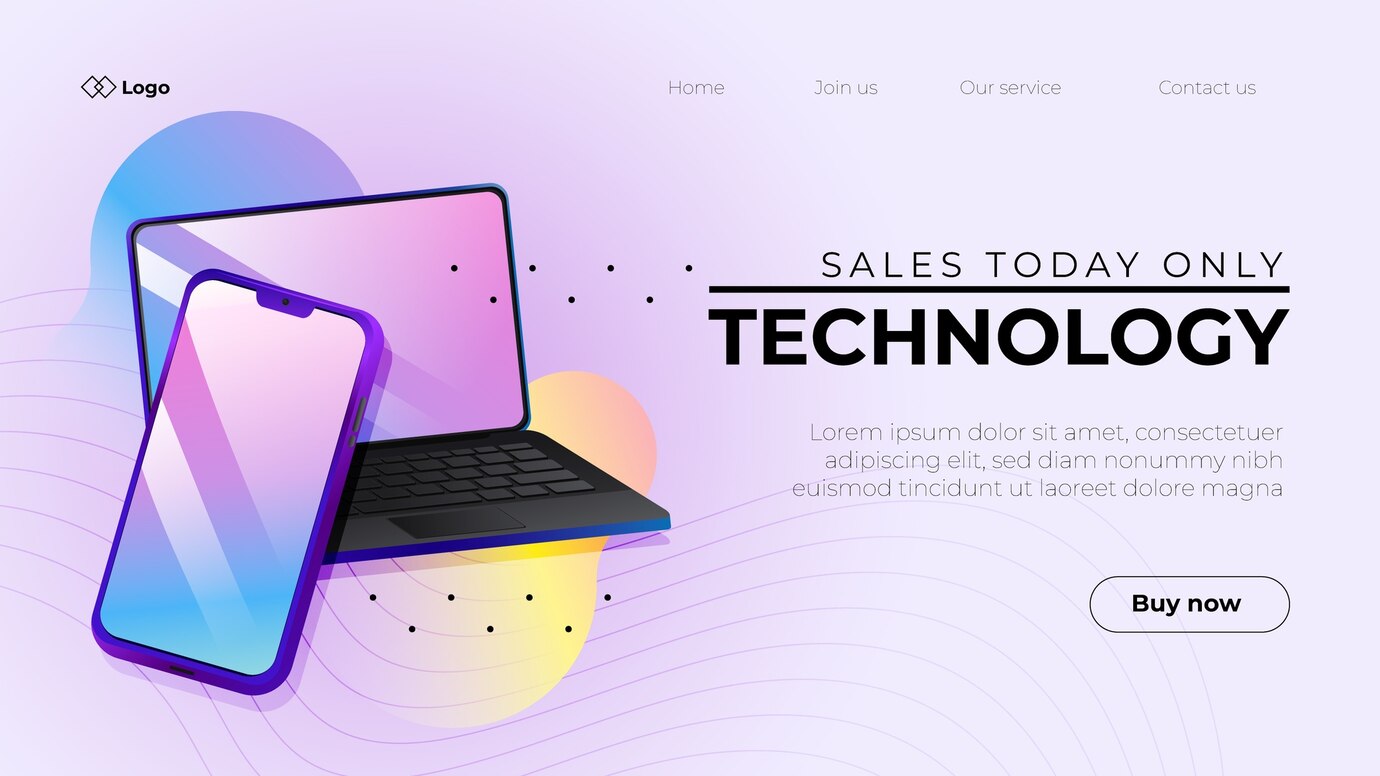 Logo
Home Join us Our service Contact us
SALES TODAY ONLY
TECHNOLOGY
Lorem ipsum dolor sit amet, consectetuer
adipiscing elit, sed diam nonummy nibh
euismod tincidunt ut laoreet dolore magna
Buy now